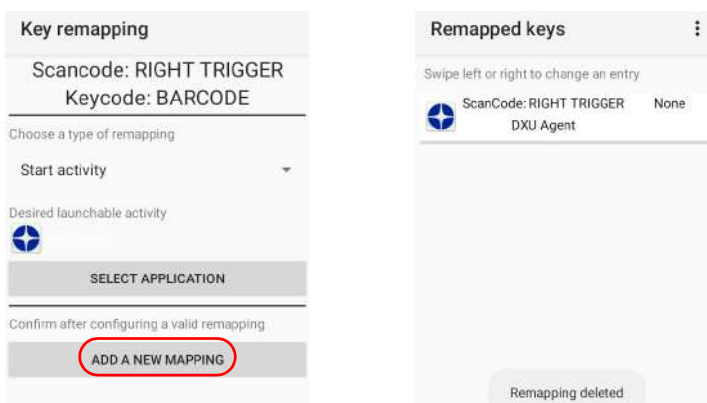 Key remapping
Scancode: RIGHT TRIGGER
Keycode: BARCODE
Choose a type of remapping
Start activity
Desired launchable activity
SELECT APPLICATION
Confirm after configuring a valid remapping
ADD A NEW MAPPING
Remapped keys
Swipe left or right to change an entry
ScanCode: RIGHT TRIGGER None
DXU Agent
Remapping deleted